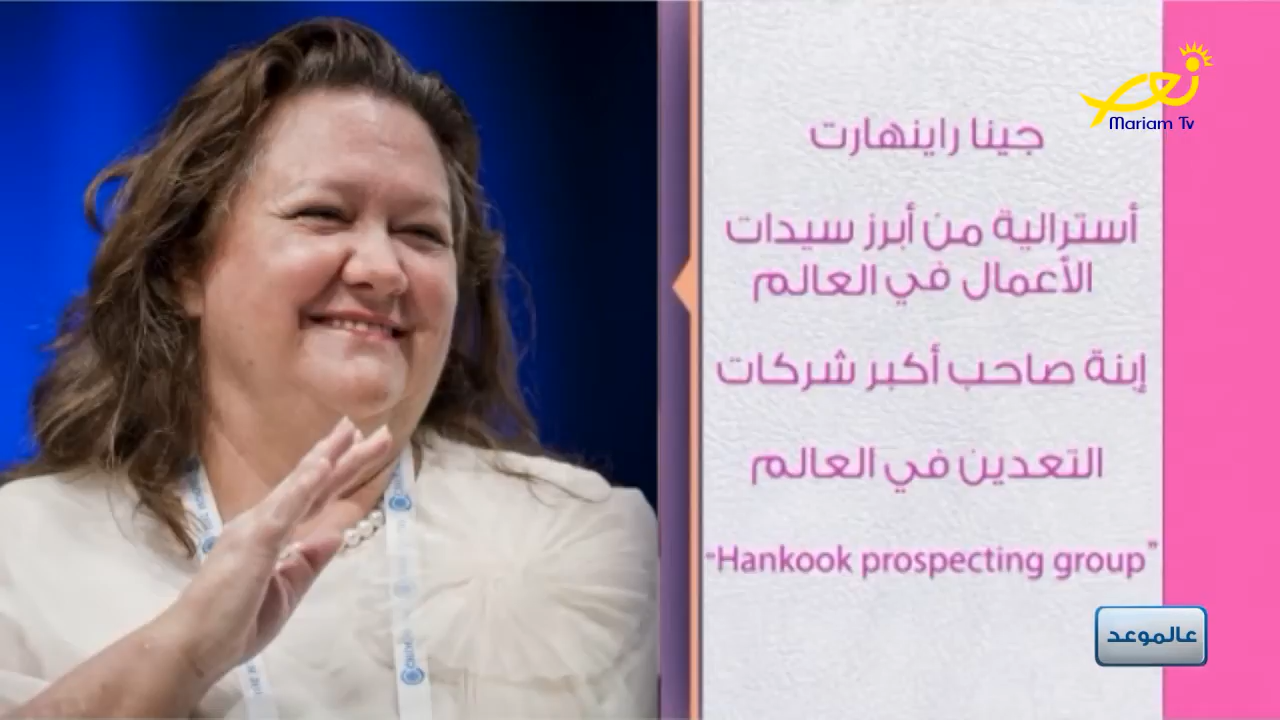 Mariam Tv
جينا راينهارت
أسترالية من أبرز سيدات
الأعمال في العالم
إبنة صاحب أكبر شركات
التعدين في العالم
"Hankook prospecting group"
عالموعد